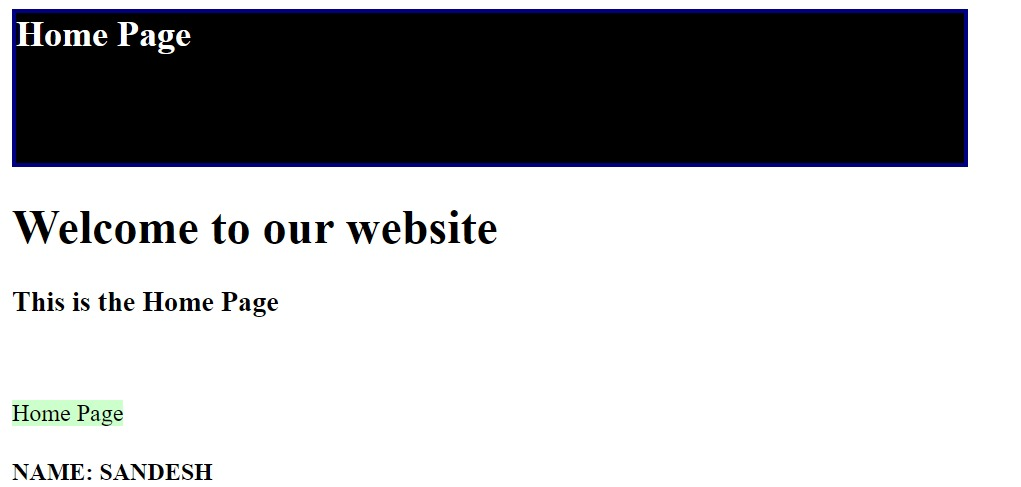 Home Page
Welcome to our website
This is the Home Page
Home Page
NAME: SANDESH